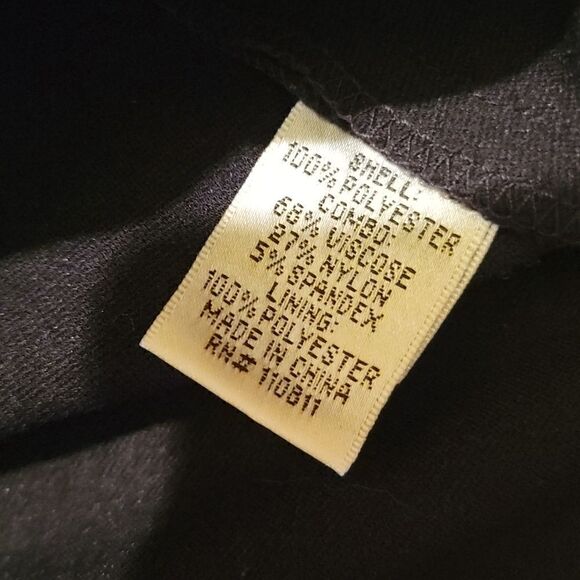 SHELL:
100% POLYESTER
COMBO:
68% VISCOSE
27% NYLON
5% SPANDEX
LINING:
100% POLYESTER
MADE IN CHINA
RN# 110811